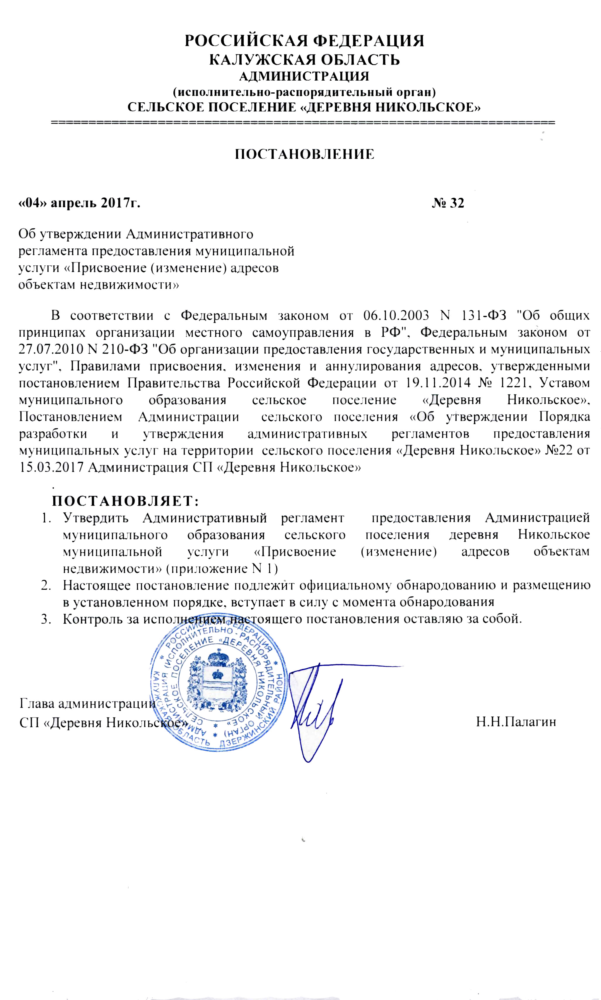 РОССИЙСКАЯ ФЕДЕРАЦИЯ
КАЛУЖСКАЯ ОБЛАСТЬ
АДМИНИСТРАЦИЯ
(исполнительно-распорядительный орган)
СЕЛЬСКОЕ ПОСЕЛЕНИЕ «ДЕРЕВНЯ НИКОЛЬСКОЕ»
===================================================================
ПОСТАНОВЛЕНИЕ
«04» апрель 2017г. № 32
Об утверждении Административного
регламента предоставления муниципальной
услуги «Присвоение (изменение) адресов
объектам недвижимости»
В соответствии с Федеральным законом от 06.10.2003 N 131-ФЗ "Об общих
принципах организации местного самоуправления в РФ", Федеральным законом от
27.07.2010 N 210-ФЗ "Об организации предоставления государственных и муниципальных
услуг", Правилами присвоения, изменения и аннулирования адресов, утвержденными
постановлением Правительства Российской Федерации от 19.11.2014 № 1221, Уставом
муниципального образования сельское поселение «Деревня Никольское»,
Постановлением Администрации сельского поселения «Об утверждении Порядка
разработки и утверждения административных регламентов предоставления
муниципальных услуг на территории сельского поселения «Деревня Никольское» №22 от
15.03.2017 Администрация СП «Деревня Никольское»
.
ПОСТАНОВЛЯЕТ:
1. Утвердить Административный регламент предоставления Администрацией
муниципального образования сельского поселения деревня Никольское
муниципальной услуги «Присвоение (изменение) адресов объектам
недвижимости» (приложение N 1)
2. Настоящее постановление подлежит официальному обнародованию и размещению
в установленном порядке, вступает в силу с момента обнародования
3. Контроль за исполнением настоящего постановления оставляю за собой.
* РОССИЙСКАЯ ФЕДЕРАЦИЯ * КАЛУЖСКАЯ ОБЛАСТЬ ДЗЕРЖИНСКИЙ РАЙОН
* АДМИНИСТРАЦИЯ (ИСПОЛНИТЕЛЬНО - РАСПОРЯДИТЕЛЬНЫЙ ОРГАН)
* СЕЛЬСКОЕ ПОСЕЛЕНИЕ «ДЕРЕВНЯ НИКОЛЬСКОЕ»
Глава администрации
СП «Деревня Никольское» Н.Н.Палагин